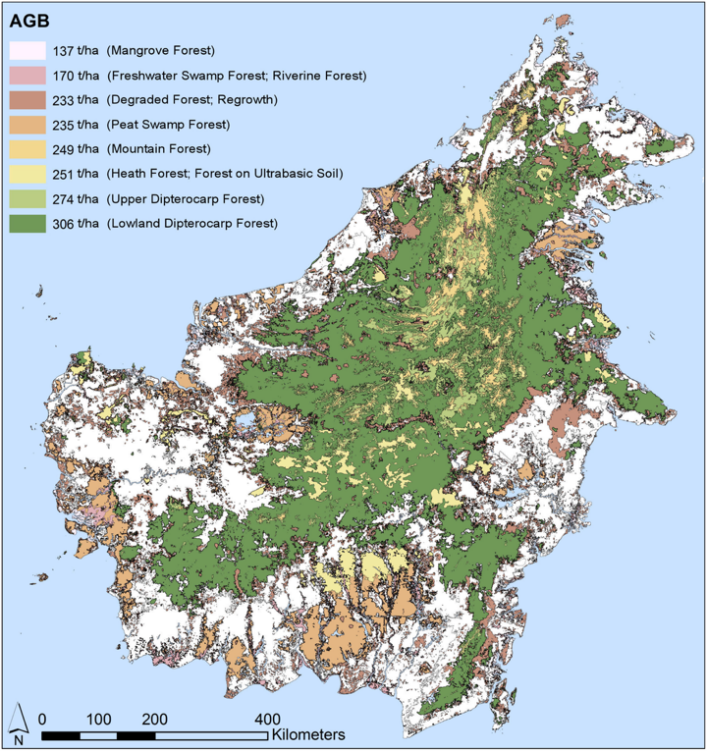 AGB
137 t/ha (Mangrove Forest)
170 t/ha (Freshwater Swamp Forest; Riverine Forest)
233 t/ha (Degraded Forest; Regrowth)
235 t/ha (Peat Swamp Forest)
249 t/ha (Mountain Forest)
251 t/ha (Heath Forest; Forest on Ultrabasic Soil)
274 t/ha (Upper Dipterocarp Forest)
306 t/ha (Lowland Dipterocarp Forest)
N
0 100 200 400
Kilometers